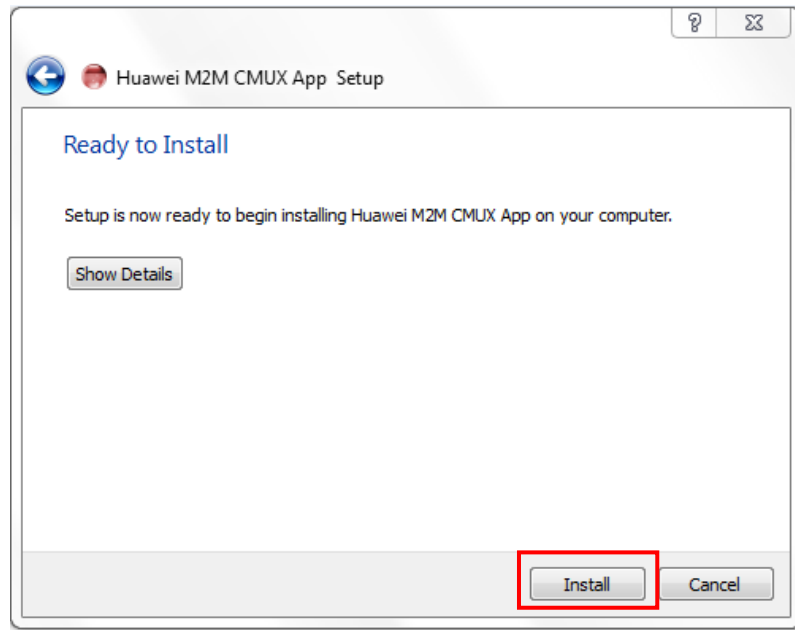 Huawei M2M CMUX App  Setup
Ready to Install
Setup is now ready to begin installing Huawei M2M CMUX App on your computer.
Show Details
Install
Cancel